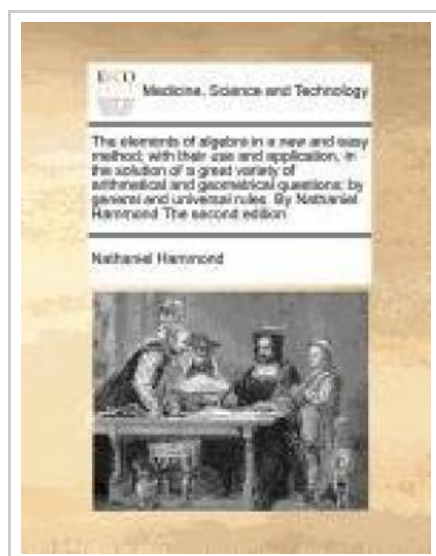 ECCO
Medicine, Science and Technology
The elements of algebra in a new and easy
method; with their use and application, in
the solution of a great variety of
arithmetical and geometrical questions; by
general and universal rules. By Nathaniel
Hammond The second edition
Nathaniel Hammond